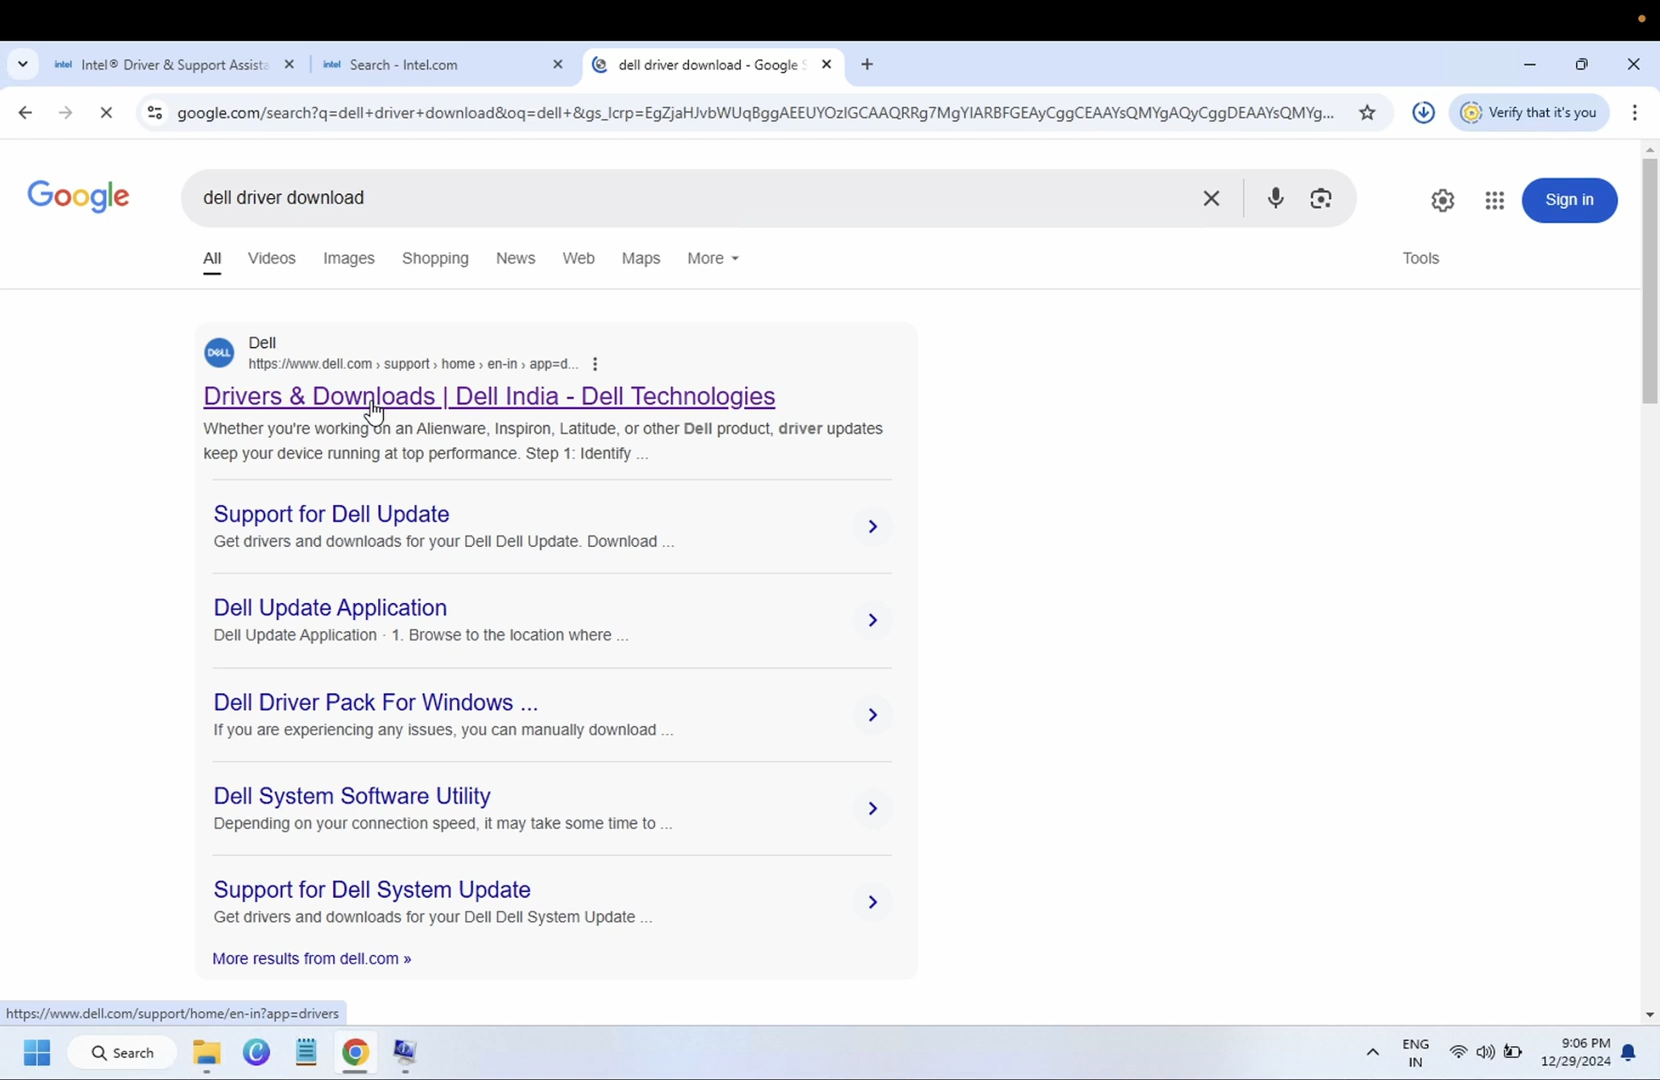 intel Intel® Driver & Support Assista
intel Search - Intel.com
dell driver download - Google S
google.com/search?q=dell+driver+download&oq=dell+&gs_lcrp=EgZjaHJvbWUqBggAEEUYOzIGCAAQRRg7MgYIARBFGEAyCggCEAAYsQMYgAQyCggDEAAYsQMYg...
Verify that it's you
Google
dell driver download
Sign in
All Videos Images Shopping News Web Maps More Tools
DELL
Dell
https://www.dell.com › support › home › en-in › app=d...
Drivers & Downloads | Dell India - Dell Technologies
Whether you're working on an Alienware, Inspiron, Latitude, or other Dell product, driver updates
keep your device running at top performance. Step 1: Identify ...
Support for Dell Update
Get drivers and downloads for your Dell Dell Update. Download ...
Dell Update Application
Dell Update Application · 1. Browse to the location where ...
Dell Driver Pack For Windows ...
If you are experiencing any issues, you can manually download ...
Dell System Software Utility
Depending on your connection speed, it may take some time to ...
Support for Dell System Update
Get drivers and downloads for your Dell Dell System Update ...
More results from dell.com »
https://www.dell.com/support/home/en-in?app=drivers
Search
ENG
IN
9:06 PM
12/29/2024